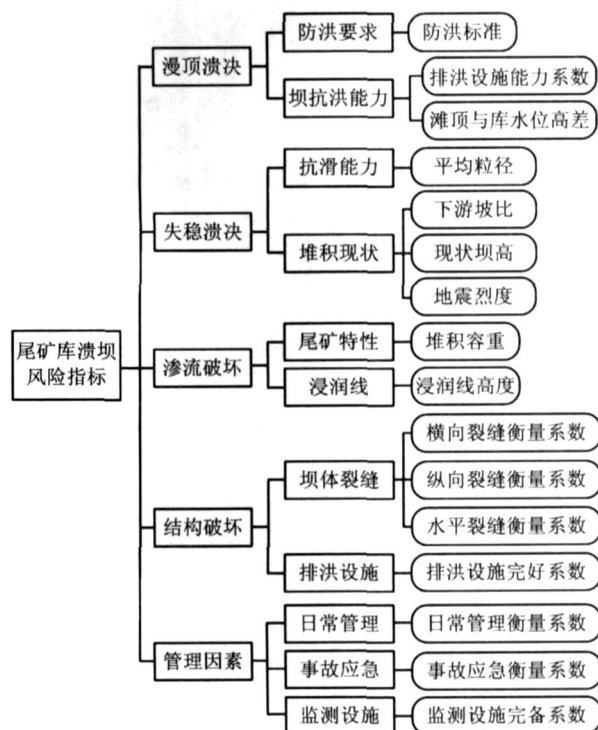 尾矿库溃坝
风险指标
漫顶溃决
防洪要求
防洪标准
坝抗洪能力
排洪设施能力系数
滩顶与库水位高差
失稳溃决
抗滑能力
平均粒径
堆积现状
下游坡比
现状坝高
地震烈度
渗流破坏
尾矿特性
堆积容重
浸润线
浸润线高度
结构破坏
坝体裂缝
横向裂缝衡量系数
纵向裂缝衡量系数
水平裂缝衡量系数
排洪设施
排洪设施完好系数
管理因素
日常管理
日常管理衡量系数
事故应急
事故应急衡量系数
监测设施
监测设施完备系数